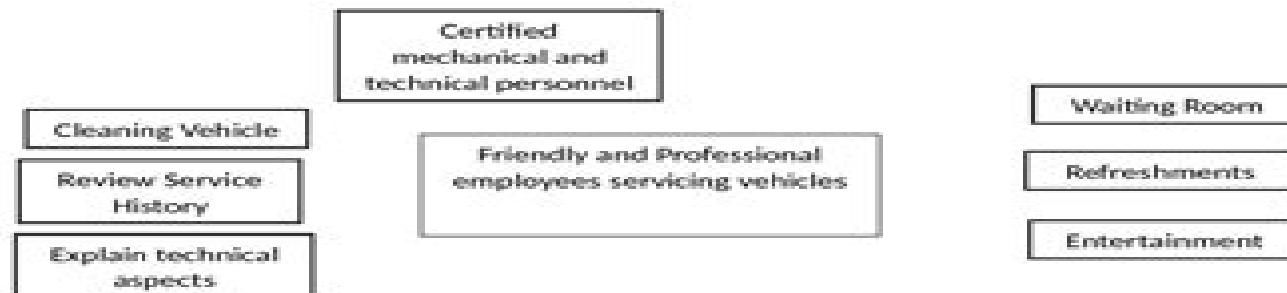 Certified
mechanical and
technical personnel
Cleaning Vehicle
Review Service
History
Explain technical
aspects
Friendly and Professional
employees servicing vehicles
Waiting Room
Refreshments
Entertainment